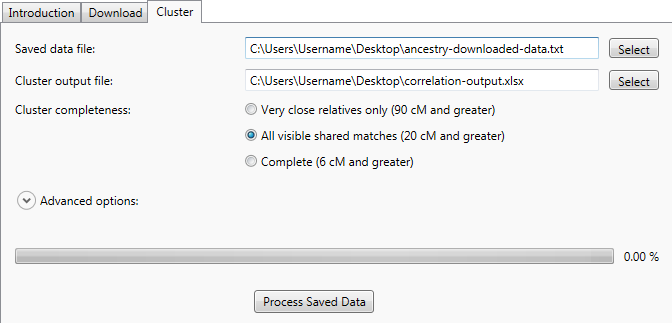 Introduction Download Cluster
Saved data file: C:\Users\Username\Desktop\ancestry-downloaded-data.txt Select
Cluster output file: C:\Users\Username\Desktop\correlation-output.xlsx Select
Cluster completeness: Very close relatives only (90 cM and greater)
All visible shared matches (20 cM and greater)
Complete (6 cM and greater)
Advanced options:
0.00 %
Process Saved Data